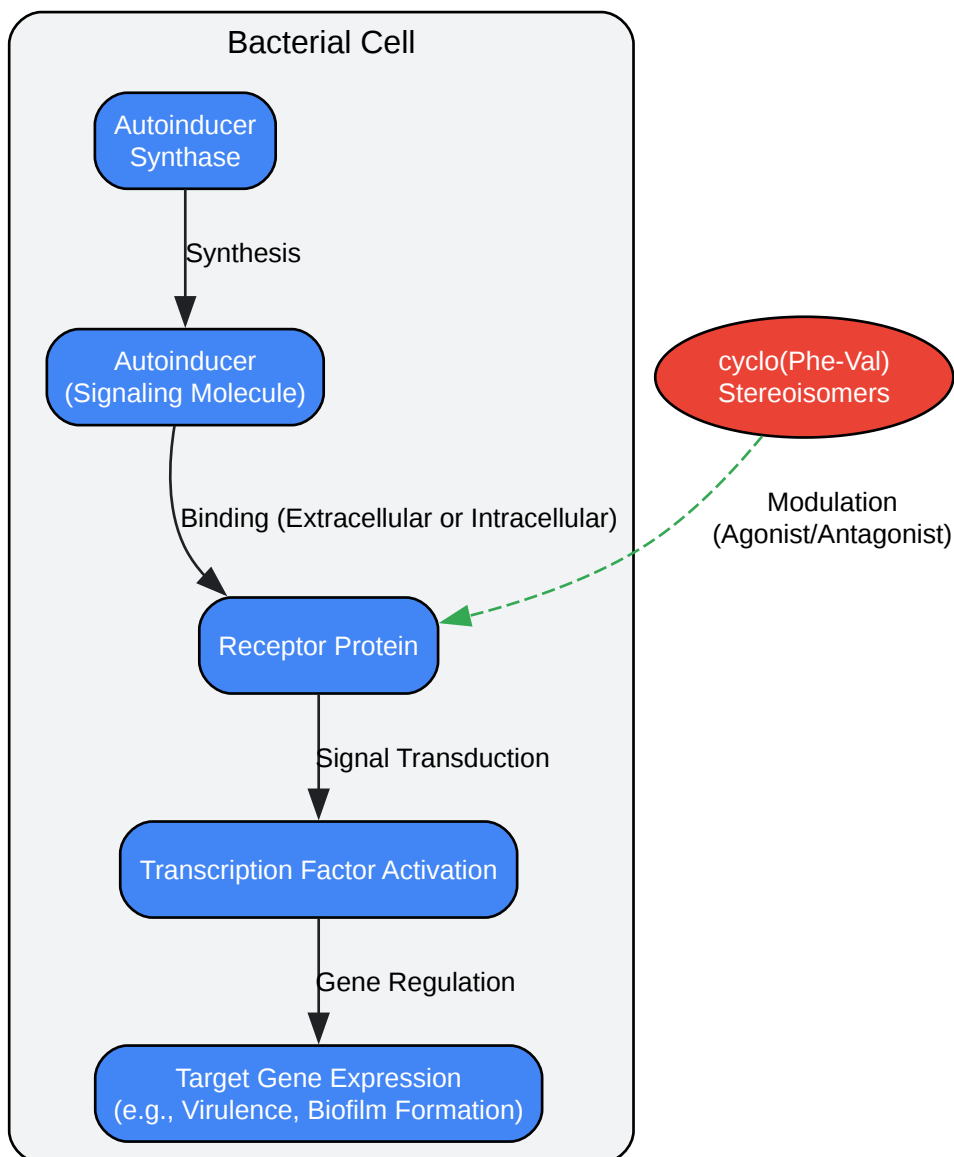 Bacterial Cell
Autoinducer
Synthase
Synthesis
Autoinducer
(Signaling Molecule)
cyclo(Phe-Val)
Stereoisomers
Binding (Extracellular or Intracellular)
Modulation
(Agonist/Antagonist)
Receptor Protein
Signal Transduction
Transcription Factor Activation
Gene Regulation
Target Gene Expression
(e.g., Virulence, Biofilm Formation)